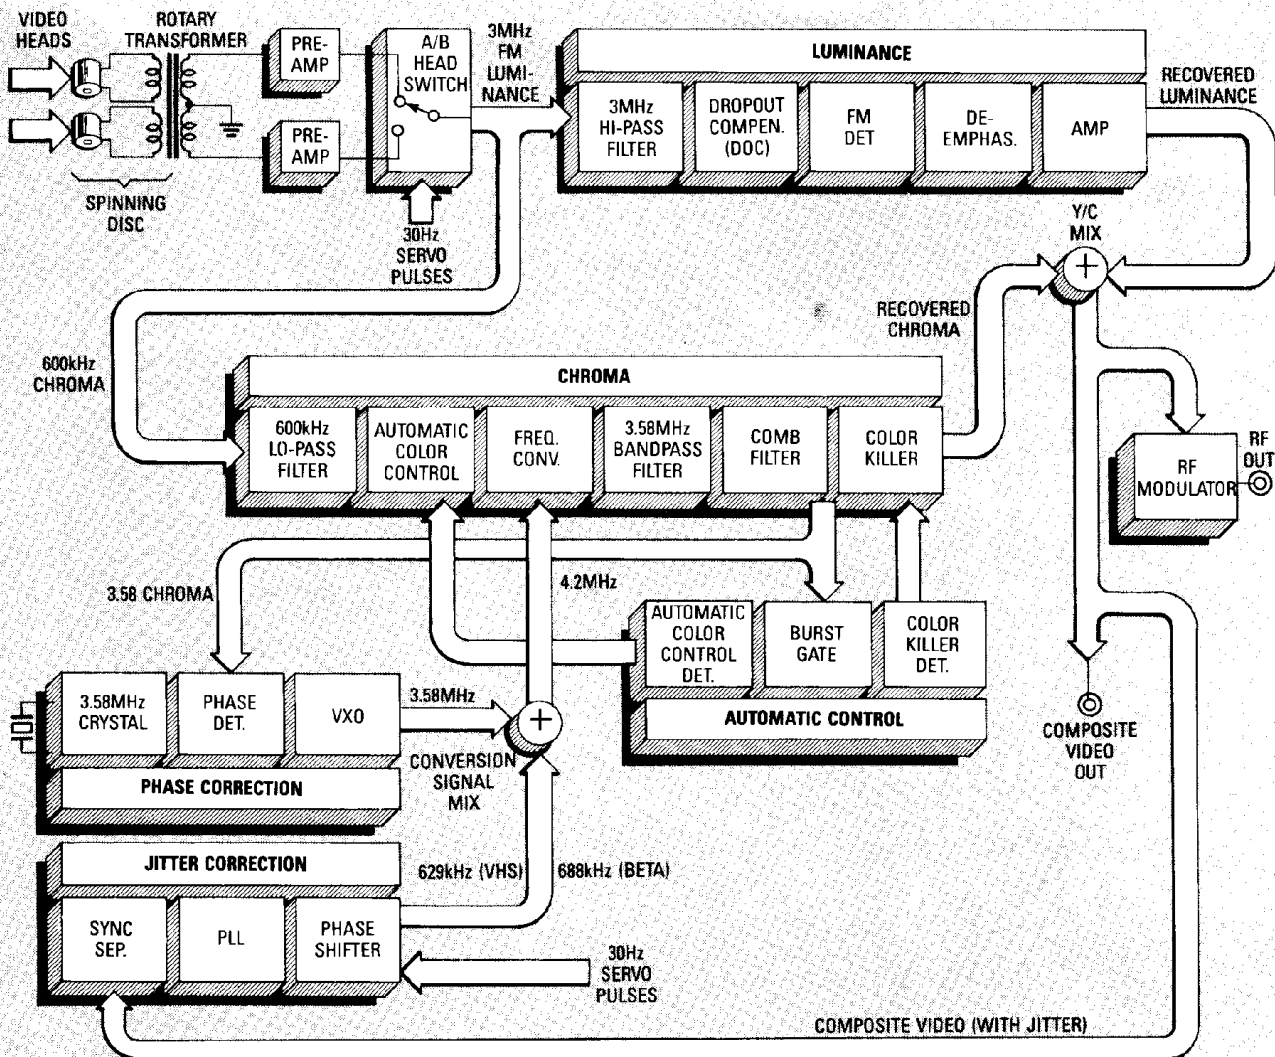 VIDEO
HEADS
ROTARY
TRANSFORMER
PRE-
AMP
PRE-
AMP
A/B
HEAD
SWITCH
3MHz
FM
LUMI-
NANCE
LUMINANCE
3MHz
HI-PASS
FILTER
DROPOUT
COMPEN.
(DOC)
FM
DET
DE-
EMPHAS.
AMP
RECOVERED
LUMINANCE
SPINNING
DISC
30Hz
SERVO
PULSES
Y/C
MIX
RECOVERED
CHROMA
600kHz
CHROMA
CHROMA
600kHz
LO-PASS
FILTER
AUTOMATIC
COLOR
CONTROL
FREQ.
CONV.
3.58MHz
BANDPASS
FILTER
COMB
FILTER
COLOR
KILLER
RF
MODULATOR
RF
OUT
3.58 CHROMA
4.2MHz
AUTOMATIC
COLOR
CONTROL
DET.
BURST
GATE
COLOR
KILLER
DET.
AUTOMATIC CONTROL
3.58MHz
CRYSTAL
PHASE
DET.
VXO
3.58MHz
PHASE CORRECTION
CONVERSION
SIGNAL
MIX
COMPOSITE
VIDEO
OUT
JITTER CORRECTION
629kHz (VHS)
688kHz (BETA)
SYNC
SEP.
PLL
PHASE
SHIFTER
30Hz
SERVO
PULSES
COMPOSITE VIDEO (WITH JITTER)